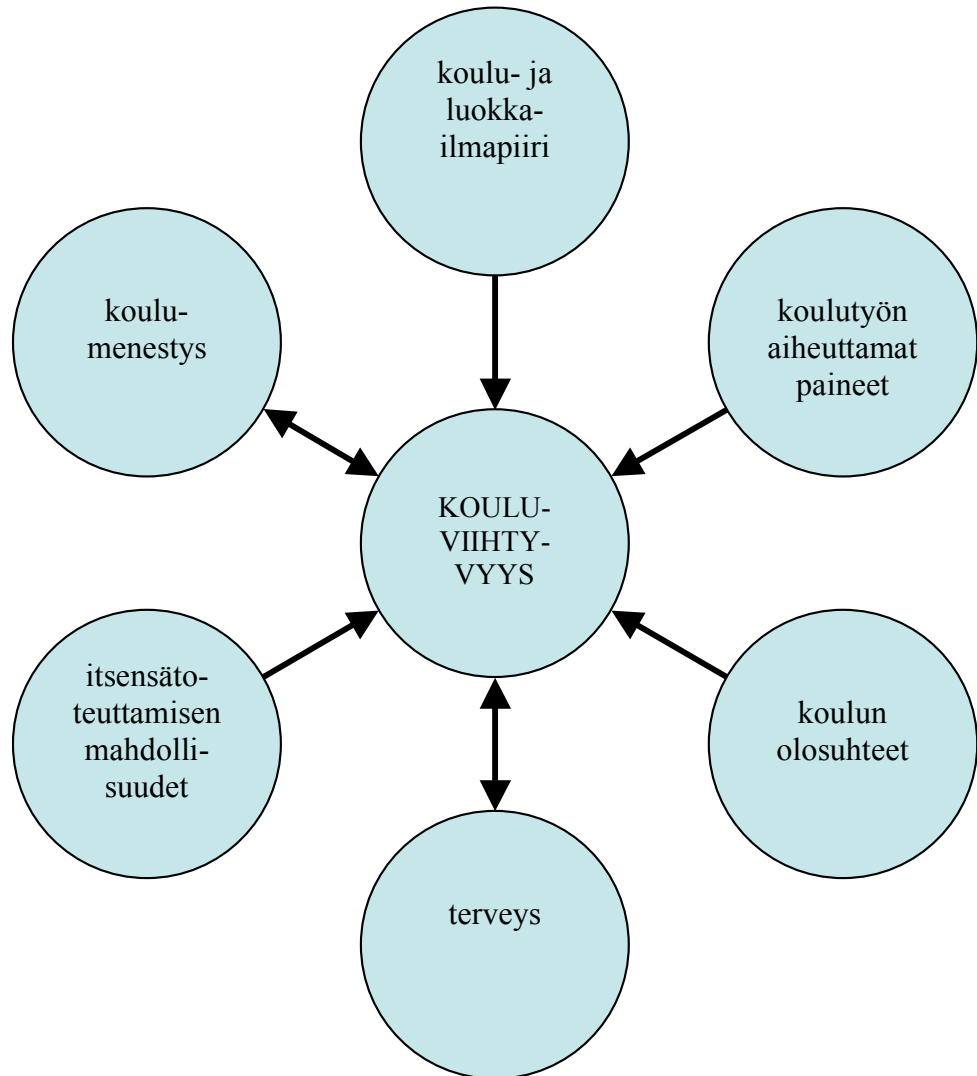 koulu- ja
luokka-
ilmapiiri
koulu-
menestys
koulutyön
aiheuttamat
paineet
KOULU-
VIIHTY-
VYYS
itsensäto-
teuttamisen
mahdolli-
suudet
koulun
olosuhteet
terveys